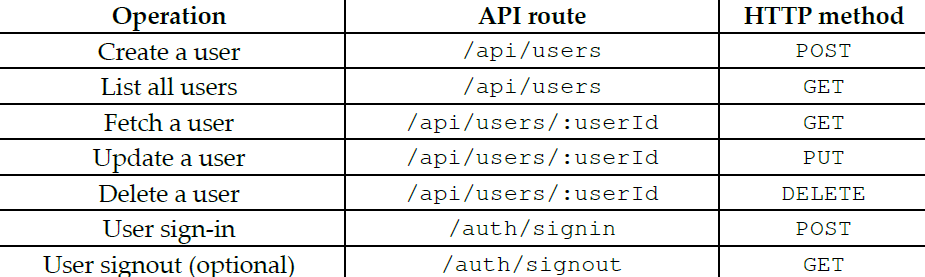 Operation API route HTTP method
Create a user /api/users POST
List all users /api/users GET
Fetch a user /api/users/:userId GET
Update a user /api/users/:userId PUT
Delete a user /api/users/:userId DELETE
User sign-in /auth/signin POST
User signout (optional) /auth/signout GET